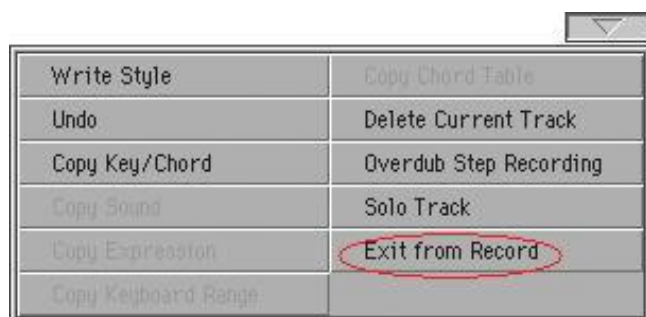 Write Style
Copy Chord Table
Undo
Delete Current Track
Copy Key/Chord
Overdub Step Recording
Copy Sound
Solo Track
Copy Expression
Exit from Record
Copy Keyboard Range